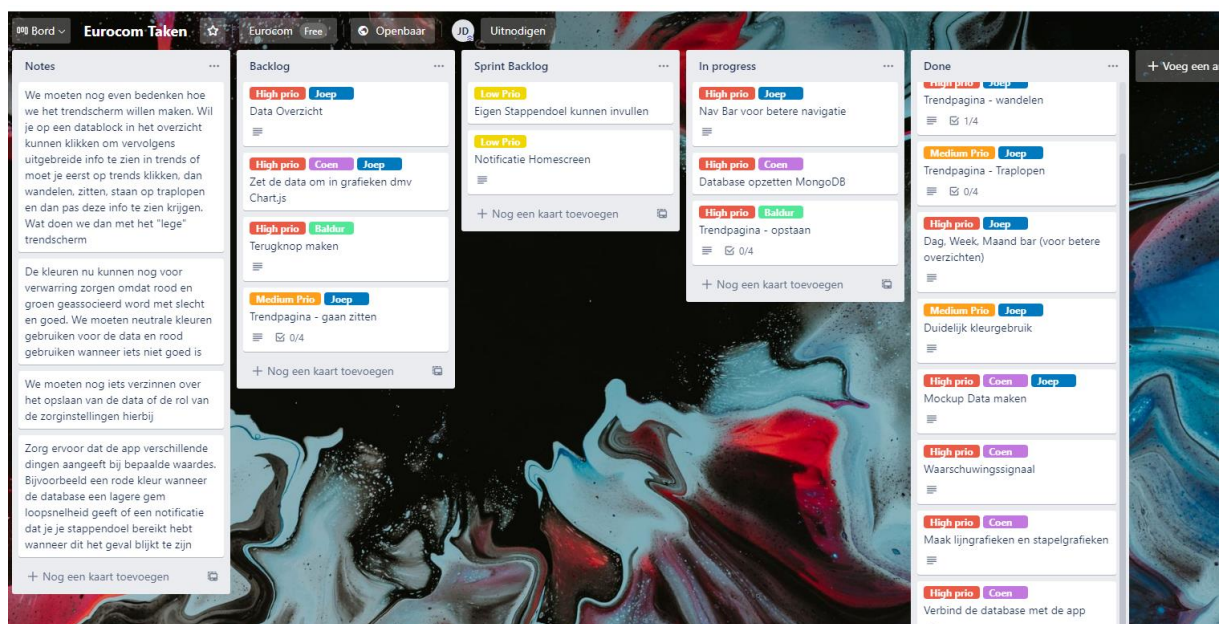 Bord
Eurocom Taken
Eurocom Free
Openbaar
JD
Uitnodigen
Notes
We moeten nog even bedenken hoe
we het trendscherm willen maken. Wil
je op een datablock in het overzicht
kunnen klikken om vervolgens
uitgebreide info te zien in trends of
moet je eerst op trends klikken, dan
wandelen, zitten, staan op traplopen
en dan pas deze info te zien krijgen.
Wat doen we dan met het "lege"
trendscherm
De kleuren nu kunnen nog voor
verwarring zorgen omdat rood en
groen geassocieerd word met slecht
en goed. We moeten neutrale kleuren
gebruiken voor de data en rood
gebruiken wanneer iets niet goed is
We moeten nog iets verzinnen over
het opslaan van de data of de rol van
de zorginstellingen hierbij
Zorg ervoor dat de app verschillende
dingen aangeeft bij bepaalde waardes.
Bijvoorbeeld een rode kleur wanneer
de database een lagere gem
loopsnelheid geeft of een notificatie
dat je je stappendoel bereikt hebt
wanneer dit het geval blijkt te zijn
+ Nog een kaart toevoegen
Backlog
High prio Joep
Data Overzicht
High prio Coen Joep
Zet de data om in grafieken dmv
Chart.js
High prio Baldur
Terugknop maken
Medium Prio Joep
Trendpagina - gaan zitten
0/4
+ Nog een kaart toevoegen
Sprint Backlog
Low Prio
Eigen Stappendoel kunnen invullen
Low Prio
Notificatie Homescreen
+ Nog een kaart toevoegen
In progress
High prio Joep
Nav Bar voor betere navigatie
High prio Coen
Database opzetten MongoDB
High prio Baldur
Trendpagina - opstaan
0/4
+ Nog een kaart toevoegen
Done
High prio Joep
Trendpagina - wandelen
1/4
Medium Prio Joep
Trendpagina - Traplopen
0/4
High prio Joep
Dag, Week, Maand bar (voor betere
overzichten)
Medium Prio Joep
Duidelijk kleurgebruik
High prio Coen Joep
Mockup Data maken
High prio Coen
Waarschuwingssignaal
High prio Coen
Maak lijngrafieken en stapelgrafieken
High prio Coen
Verbind de database met de app
+ Voeg een a